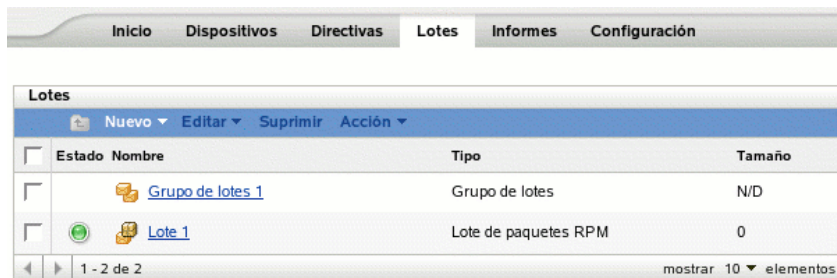 Inicio Dispositivos Directivas Lotes Informes Configuración
Lotes
Nuevo Editar Suprimir Acción
Estado Nombre Tipo Tamaño
Grupo de lotes 1 Grupo de lotes N/D
Lote 1 Lote de paquetes RPM 0
1 - 2 de 2 mostrar 10 elementos